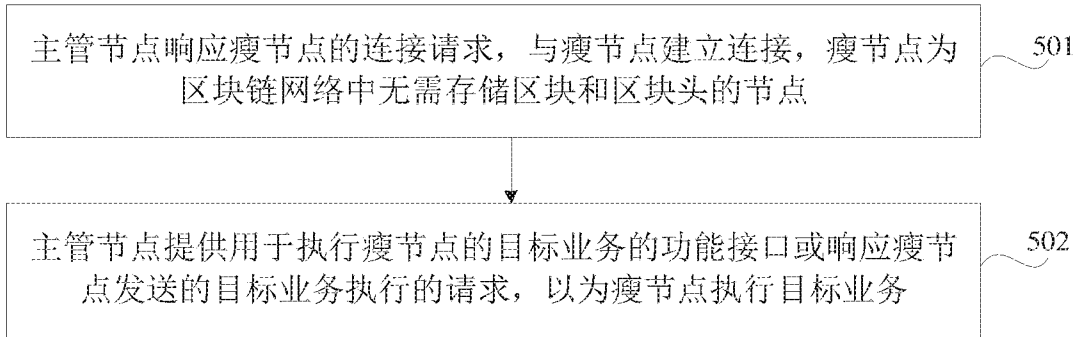 主管节点响应瘦节点的连接请求，与瘦节点建立连接，瘦节点为
区块链网络中无需存储区块和区块头的节点
501
主管节点提供用于执行瘦节点的目标业务的功能接口或响应瘦节
点发送的目标业务执行的请求，以为瘦节点执行目标业务
502